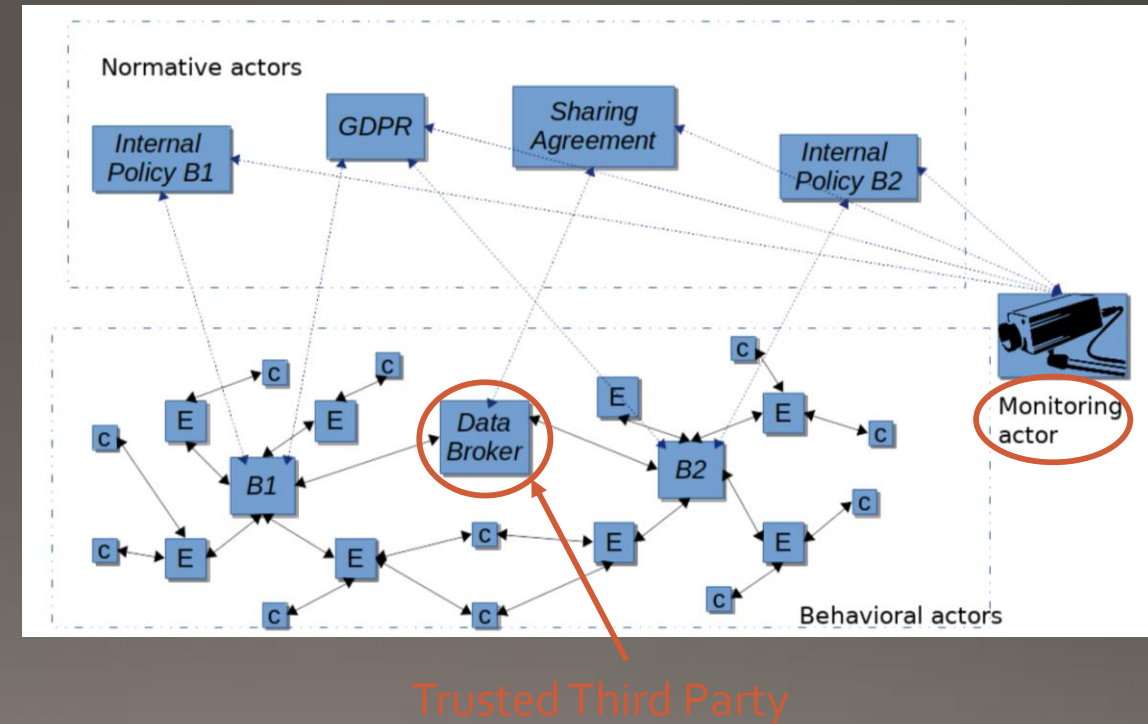 Normative actors
Internal
Policy B1
GDPR
Sharing
Agreement
Internal
Policy B2
Monitoring
actor
c
c
c
E
E
E
E
c
c
Data
Broker
B1
B2
c
c
E
c
E
E
E
c
c
c
c
Behavioral actors
Trusted Third Party